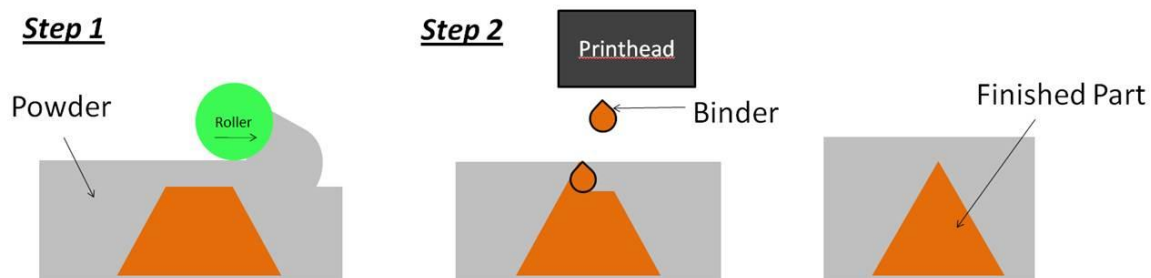 Step 1
Step 2
Printhead
Powder
Roller
Binder
Finished Part